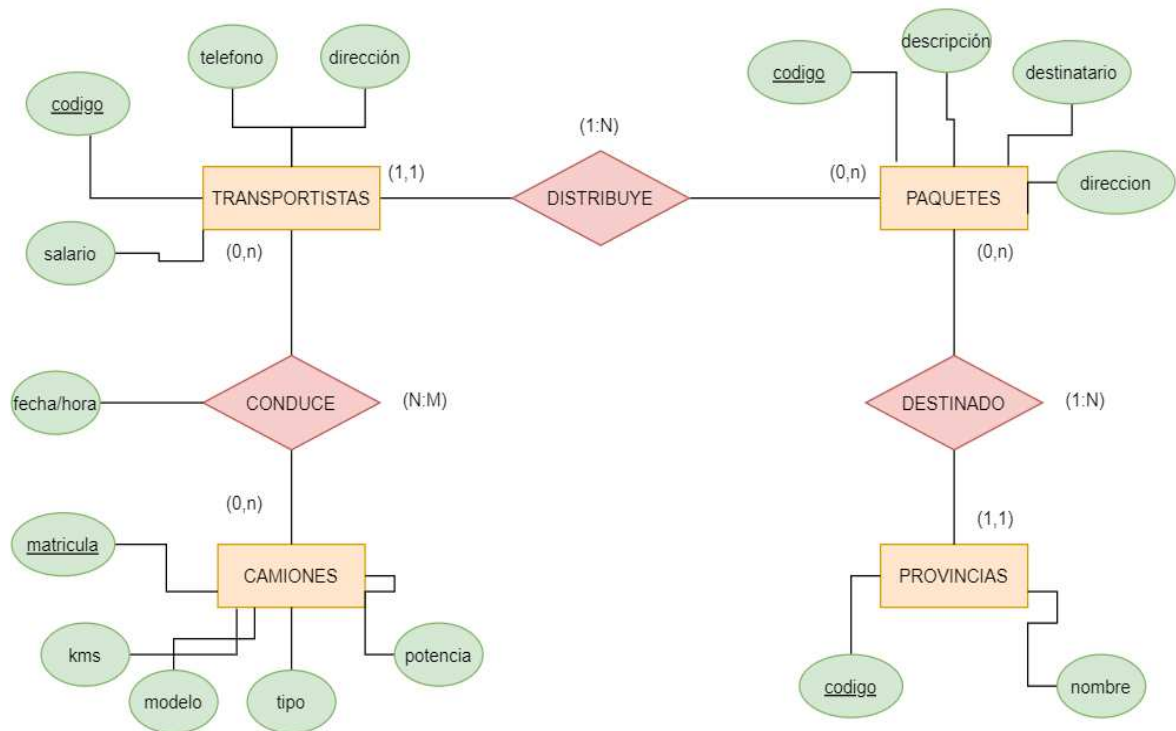 telefono
dirección
descripción
codigo
destinatario
codigo
(1:N)
(1,1)
(0,n)
TRANSPORTISTAS
DISTRIBUYE
PAQUETES
direccion
salario
(0,n)
(0,n)
fecha/hora
CONDUCE
(N:M)
DESTINADO
(1:N)
(0,n)
(1,1)
matricula
CAMIONES
PROVINCIAS
kms
potencia
modelo
tipo
codigo
nombre